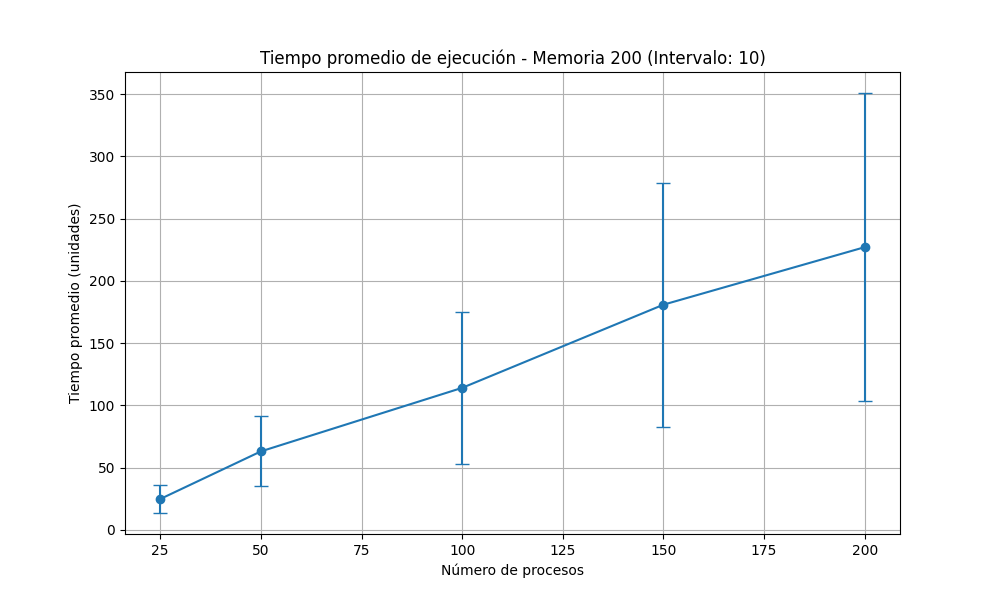 Tiempo promedio de ejecución - Memoria 200 (Intervalo: 10)
Tiempo promedio (unidades)
350
300
250
200
150
100
50
0
25 50 75 100 125 150 175 200
Número de procesos